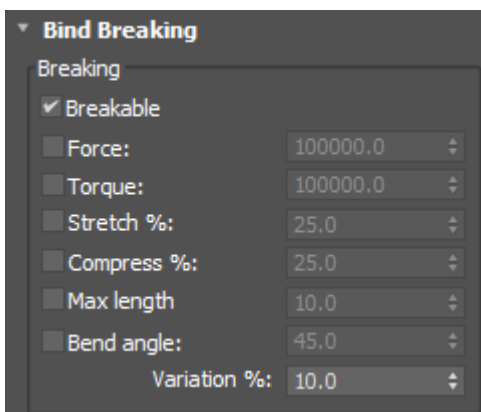 Bind Breaking
Breaking
Breakable
Force: 100000.0
Torque: 100000.0
Stretch %: 25.0
Compress %: 25.0
Max length 10.0
Bend angle: 45.0
Variation %: 10.0